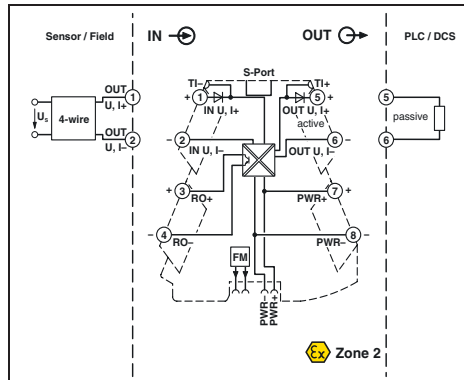 Sensor / Field
IN
OUT
PLC / DCS
S-Port
TI–
TI+
OUT
U, I+
1
+
1
IN U, I+
OUT U, I+
5
+
5
active
passive
Us
4-wire
OUT
U, I–
2
–
2
IN U, I–
OUT U, I–
6
–
6
+
3
RO+
PWR+
7
+
–
4
RO–
PWR–
8
–
FM
PWR–
PWR+
Ex
Zone 2